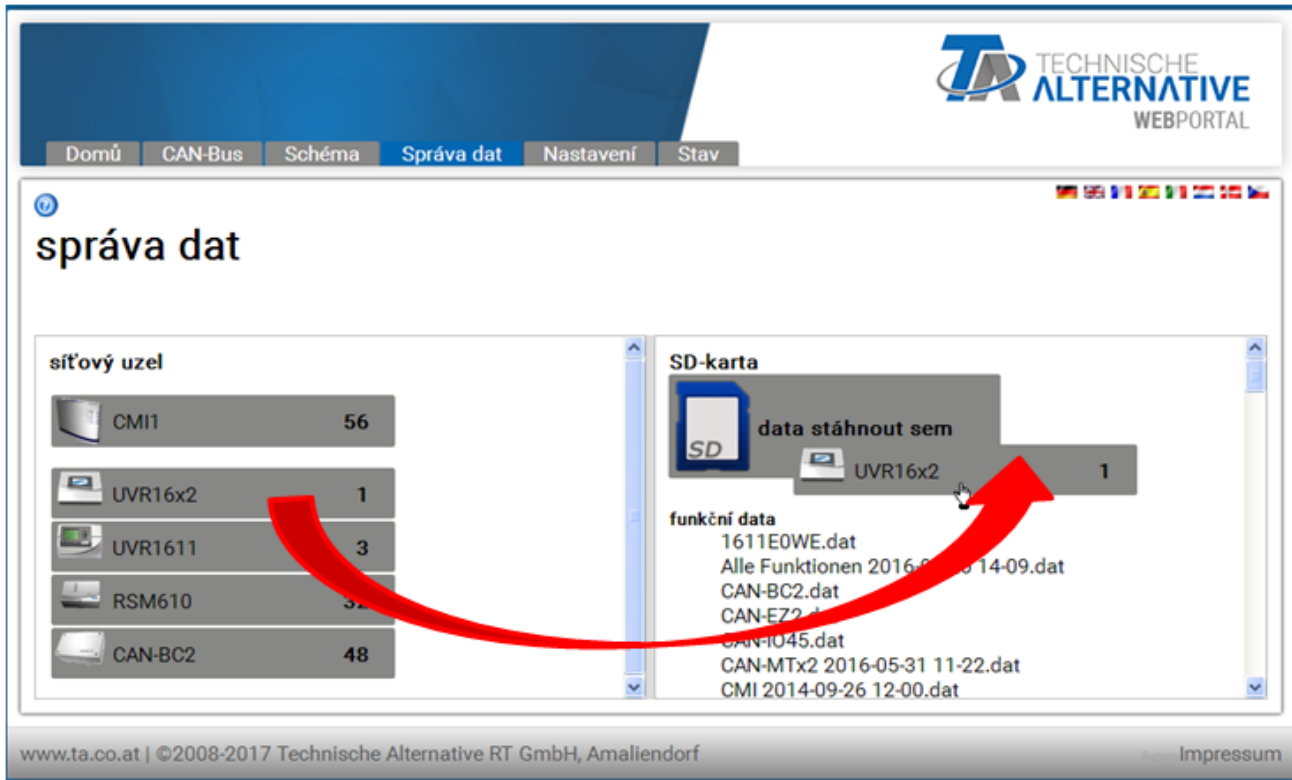 TECHNISCHE
ALTERNATIVE
WEBPORTAL
Domů CAN-Bus Schéma Správa dat Nastavení Stav
správa dat
síťový uzel
CMI1 56
UVR16x2 1
UVR1611 3
RSM610 32
CAN-BC2 48
SD-karta
SD
data stáhnout sem
UVR16x2 1
funkční data
1611E0WE.dat
Alle Funktionen 14-09.dat
CAN-BC2.dat
CAN-EZ2
CAN-IO45.dat
CAN-MTx2 2016-05-31 11-22.dat
CMI 2014-09-26 12-00.dat
www.ta.co.at | ©2008-2017 Technische Alternative RT GmbH, Amaliendorf
Impressum